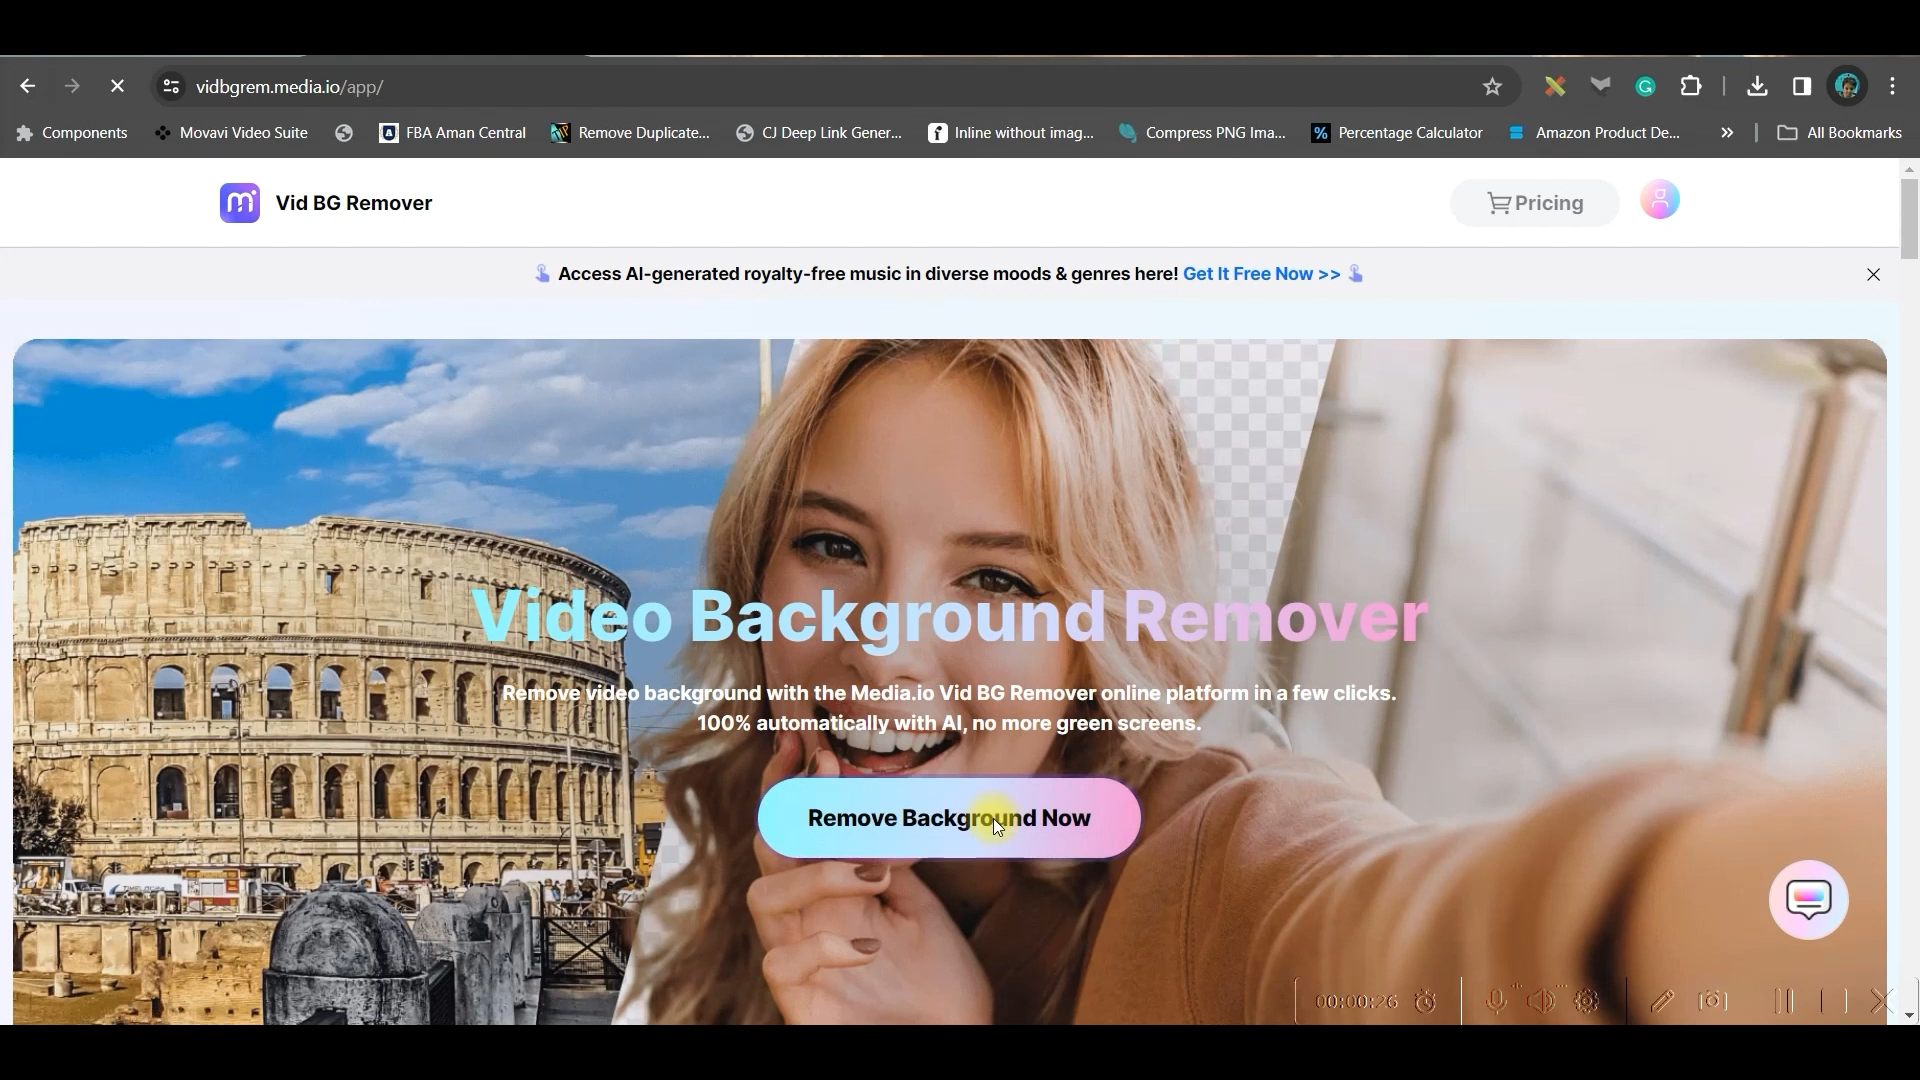 vidbgrem.media.io/app/
Components
Movavi Video Suite
FBA Aman Central
Remove Duplicate...
CJ Deep Link Gener...
Inline without imag...
Compress PNG Ima...
Percentage Calculator
Amazon Product De...
All Bookmarks
Vid BG Remover
Pricing
Access AI-generated royalty-free music in diverse moods & genres here! Get It Free Now >>
Video Background Remover
Remove video background with the Media.io Vid BG Remover online platform in a few clicks.
100% automatically with AI, no more green screens.
Remove Background Now
00:00:26